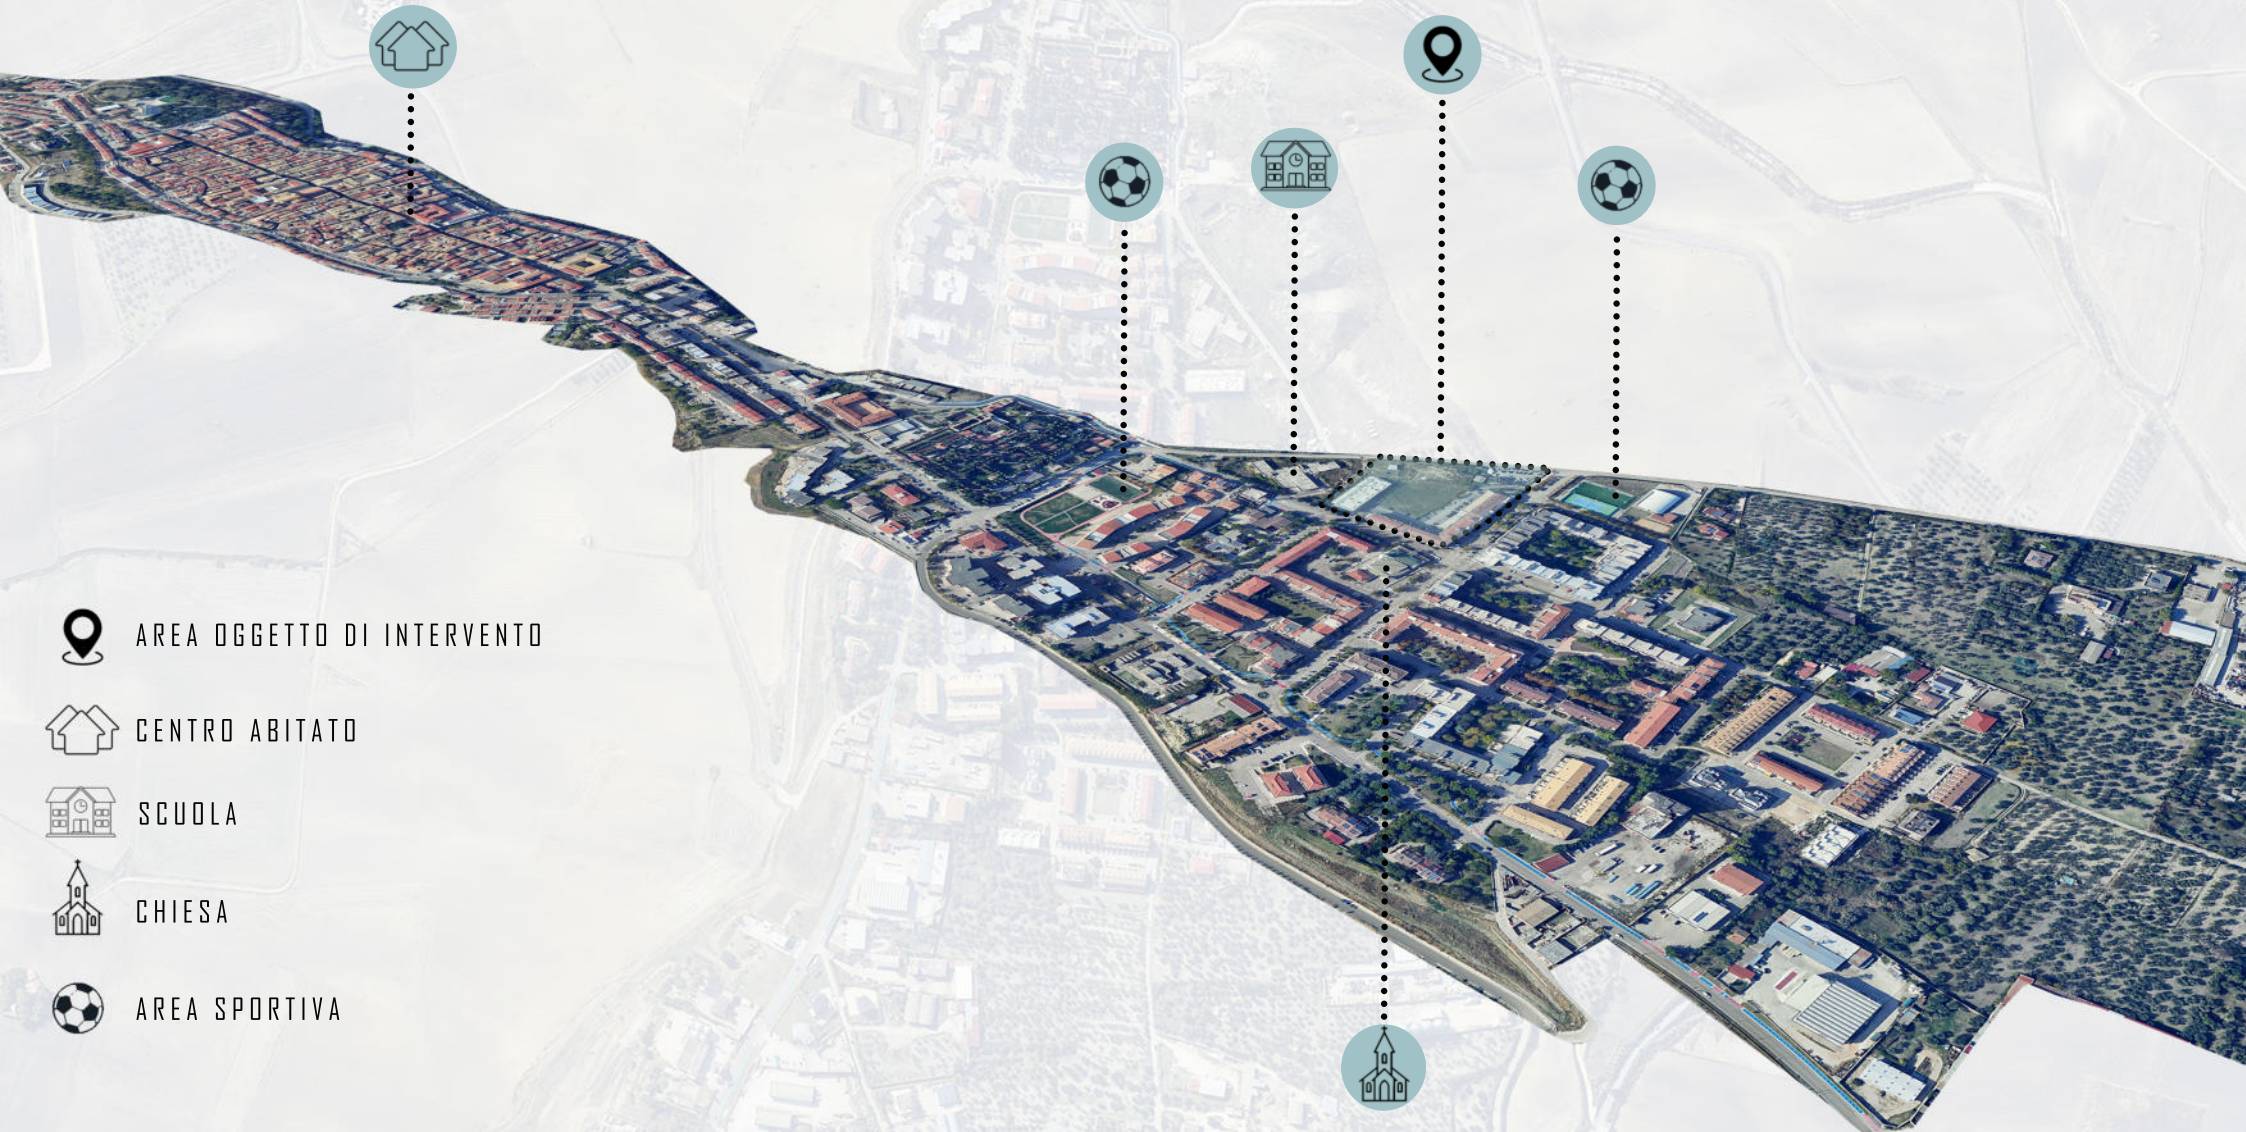 AREA OGGETTO DI INTERVENTO
CENTRO ABITATO
SCUOLA
CHIESA
AREA SPORTIVA